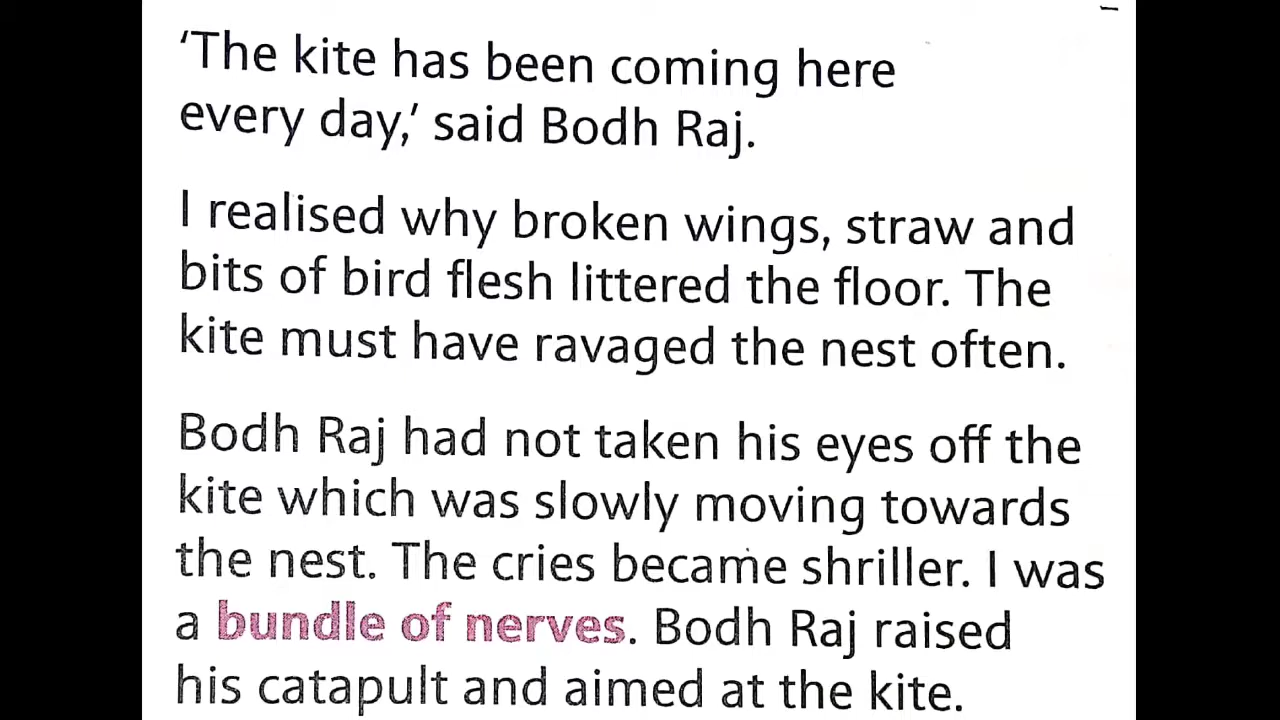 ‘The kite has been coming here
every day,’ said Bodh Raj.
I realised why broken wings, straw and
bits of bird flesh littered the floor. The
kite must have ravaged the nest often.
Bodh Raj had not taken his eyes off the
kite which was slowly moving towards
the nest. The cries became shriller. I was
a bundle of nerves. Bodh Raj raised
his catapult and aimed at the kite.